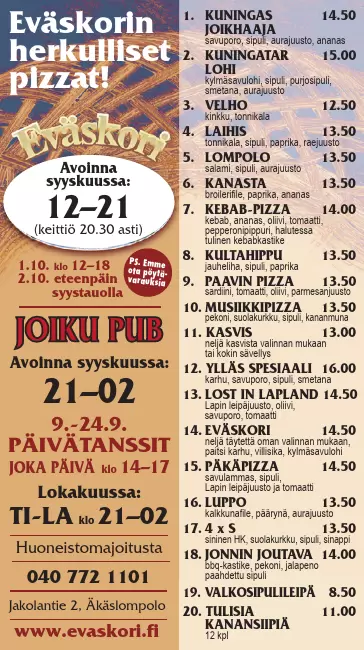 Eväskorin
herkulliset
pizzat!
Eväskori
Avoinna
syyskuussa:
12–21
(keittiö 20.30 asti)
1.10. klo 12–18
2.10. eteenpäin
syystauolla
PS. Emme
ota pöytä-
varauksia
JOIKU PUB
Avoinna syyskuussa:
21–02
9.-24.9.
PÄIVÄTANSSIT
JOKA PÄIVÄ klo 14–17
Lokakuussa:
TI-LA klo 21–02
Huoneistomajoitusta
040 772 1101
Jakolantie 2, Äkäslompolo
www.evaskori.fi
1. KUNINGAS 14.50
JOIKHAAJA
savuporo, sipuli, aurajuusto, ananas
2. KUNINGATAR 15.00
LOHI
kylmäsavulohi, sipuli, purjosipuli,
smetana, aurajuusto
3. VELHO 12.50
kinkku, tonnikala
4. LAIHIS 13.50
tonnikala, sipuli, paprika, raejuusto
5. LOMPOLO 13.50
salami, sipuli, aurajuusto
6. KANASTA 13.50
broilerifile, paprika, ananas
7. KEBAB-PIZZA 14.00
kebab, ananas, oliivi, tomaatti,
pepperonipippuri, halutessa
tulinen kebabkastike
8. KULTAHIPPU 13.50
jauheliha, sipuli, paprika
9. PAAVIN PIZZA 13.50
sardiini, tomaatti, oliivi, parmesanjuusto
10. MUSIIKKIPIZZA 13.50
pekoni, suolakurkku, sipuli, kananmuna
11. KASVIS 13.00
neljä kasvista valinnan mukaan
tai kokin sävellys
12. YLLÄS SPESIAALI 16.00
karhu, savuporo, sipuli, smetana
13. LOST IN LAPLAND 14.50
Lapin leipäjuusto, oliivi,
savuporo, tomaatti
14. EVÄSKORI 14.50
neljä täytettä oman valinnan mukaan,
paitsi karhu, villisika, kylmäsavulohi
15. PÄKÄPIZZA 14.50
savulammas, sipuli,
Lapin leipäjuusto ja tomaatti
16. LUPPO 13.50
kalkkunafile, päärynä, aurajuusto
17. 4 x S 13.50
sininen HK, suolakurkku, sipuli, sinappi
18. JONNIN JOUTAVA 14.00
bbq-kastike, pekoni, jalapeno
paahdettu sipuli
19. VALKOSIPULILEIPÄ 8.50
20. TULISIA 11.00
KANANSIIPIÄ
12 kpl